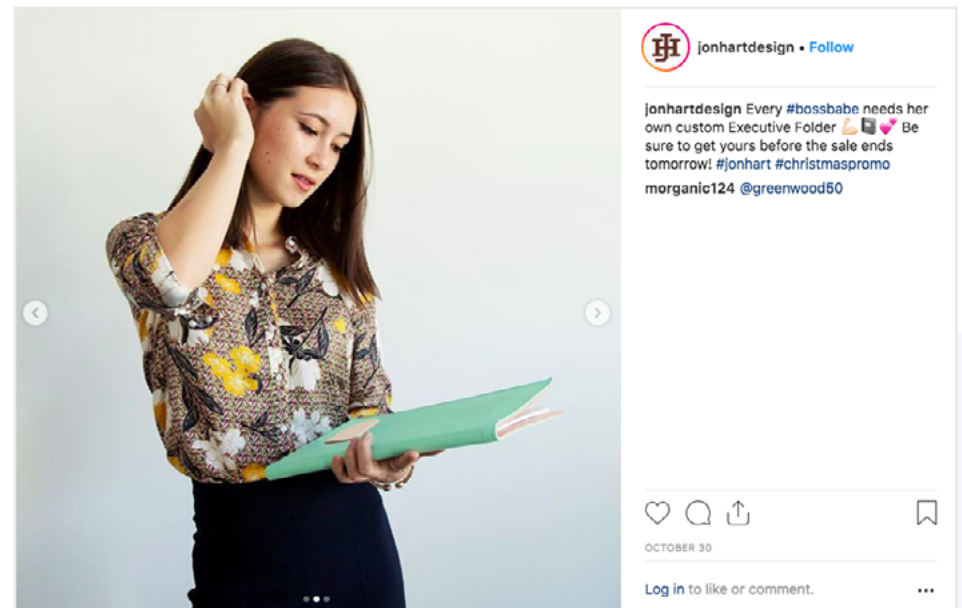 jonhartdesign • Follow
jonhartdesign Every #bossbabe needs her
own custom Executive Folder 💪🏻📓💕 Be
sure to get yours before the sale ends
tomorrow! #jonhart #christmaspromo
morganic124 @greenwood50
OCTOBER 30
Log in to like or comment.